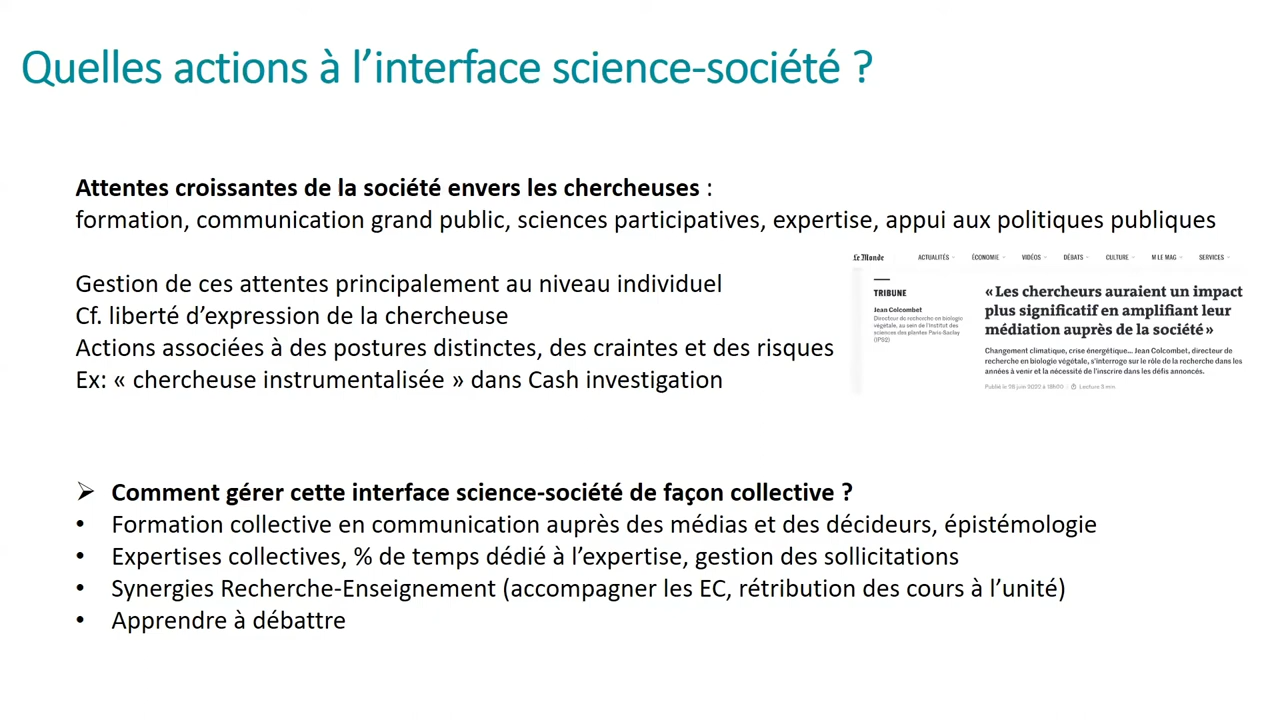 Quelles actions à l’interface science-société ?
Attentes croissantes de la société envers les chercheuses :
formation, communication grand public, sciences participatives, expertise, appui aux politiques publiques
Gestion de ces attentes principalement au niveau individuel
Cf. liberté d’expression de la chercheuse
Actions associées à des postures distinctes, des craintes et des risques
Ex: « chercheuse instrumentalisée » dans Cash investigation
Le Monde ACTUALITÉS ÉCONOMIE VIDÉOS DÉBATS CULTURE M LE MAG SERVICES
TRIBUNE
Jean Colcombet
Directeur de recherche en biologie
végétale, au sein de l'Institut des
sciences des plantes Paris-Saclay
(IPS2)
« Les chercheurs auraient un impact
plus significatif en amplifiant leur
médiation auprès de la société »
Changement climatique, crise énergétique… Jean Colcombet, directeur de
recherche en biologie végétale, s’interroge sur le rôle de la recherche dans les
années à venir et la nécessité de l’inscrire dans les défis annoncés.
Publié le 28 juin 2022 à 18h00 · Lecture 3 min
➢ Comment gérer cette interface science-société de façon collective ?
• Formation collective en communication auprès des médias et des décideurs, épistémologie
• Expertises collectives, % de temps dédié à l’expertise, gestion des sollicitations
• Synergies Recherche-Enseignement (accompagner les EC, rétribution des cours à l’unité)
• Apprendre à débattre